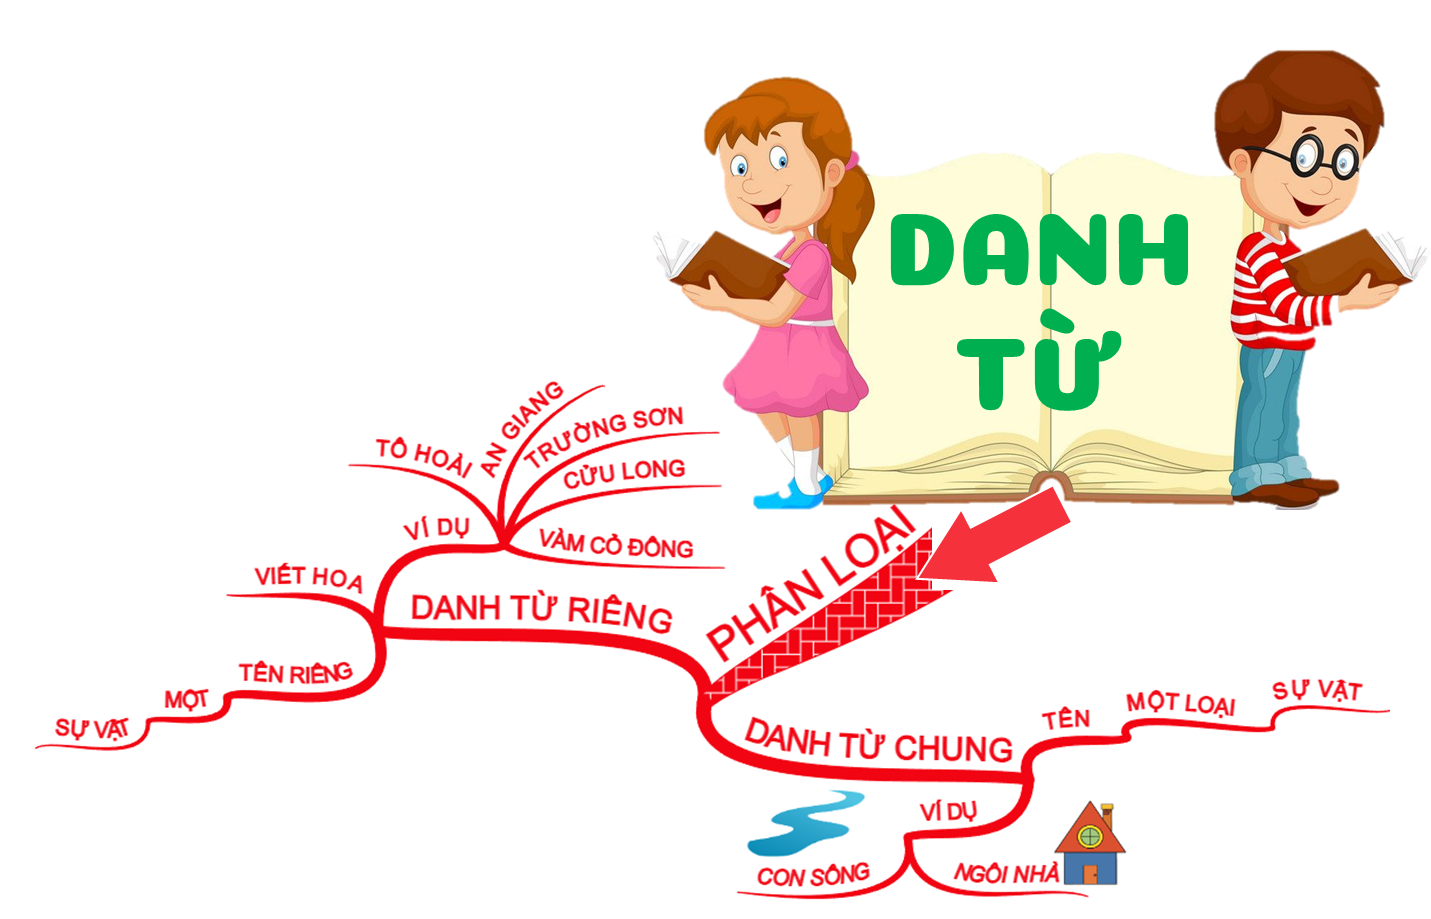 DANH
TỪ
PHÂN LOẠI
DANH TỪ RIÊNG
VÍ DỤ
TÔ HOÀI
AN GIANG
TRƯỜNG SƠN
CỬU LONG
VÀM CỎ ĐÔNG
VIẾT HOA
TÊN RIÊNG
MỘT
SỰ VẬT
DANH TỪ CHUNG
TÊN
MỘT LOẠI
SỰ VẬT
VÍ DỤ
CON SÔNG
NGÔI NHÀ